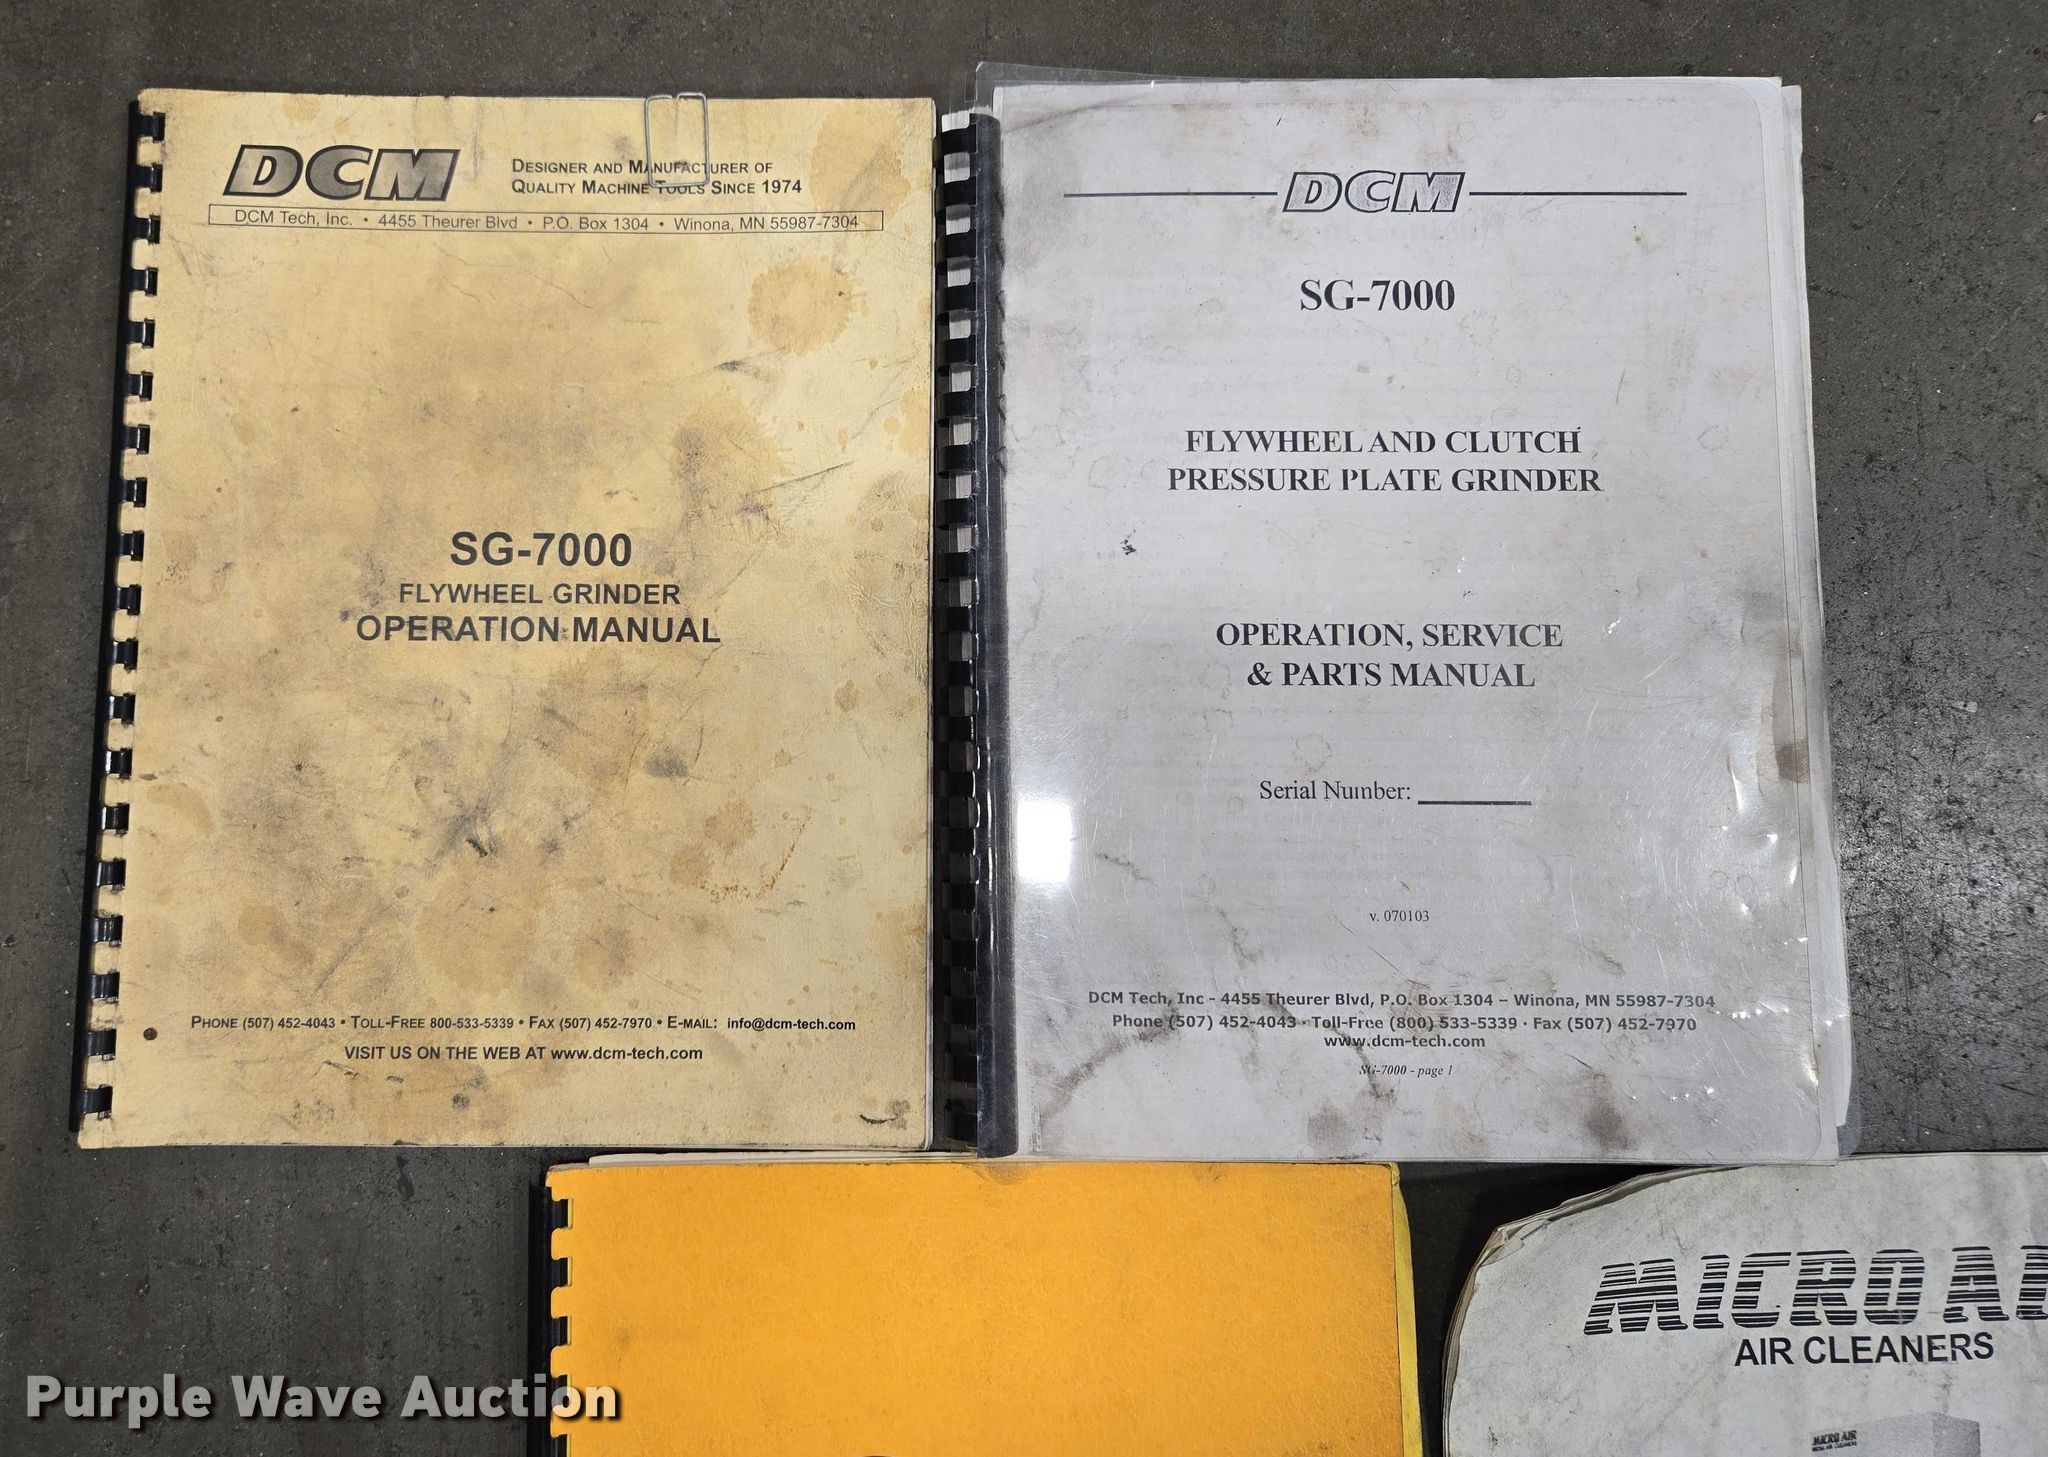 DCM
DESIGNER AND MANUFACTURER OF
QUALITY MACHINE TOOLS SINCE 1974
DCM Tech, Inc. • 4455 Theurer Blvd • P.O. Box 1304 • Winona, MN 55987-7304
SG-7000
FLYWHEEL GRINDER
OPERATION MANUAL
PHONE (507) 452-4043 • TOLL-FREE 800-533-5339 • FAX (507) 452-7970 • E-MAIL: info@dcm-tech.com
VISIT US ON THE WEB AT www.dcm-tech.com
DCM
SG-7000
FLYWHEEL AND CLUTCH
PRESSURE PLATE GRINDER
OPERATION, SERVICE
& PARTS MANUAL
Serial Number:
v. 070103
DCM Tech, Inc - 4455 Theurer Blvd, P.O. Box 1304 – Winona, MN 55987-7304
Phone (507) 452-4043 · Toll-Free (800) 533-5339 · Fax (507) 452-7970
www.dcm-tech.com
SG-7000 - page 1
MICRO AI
AIR CLEANERS
MICRO AIR
Purple Wave Auction